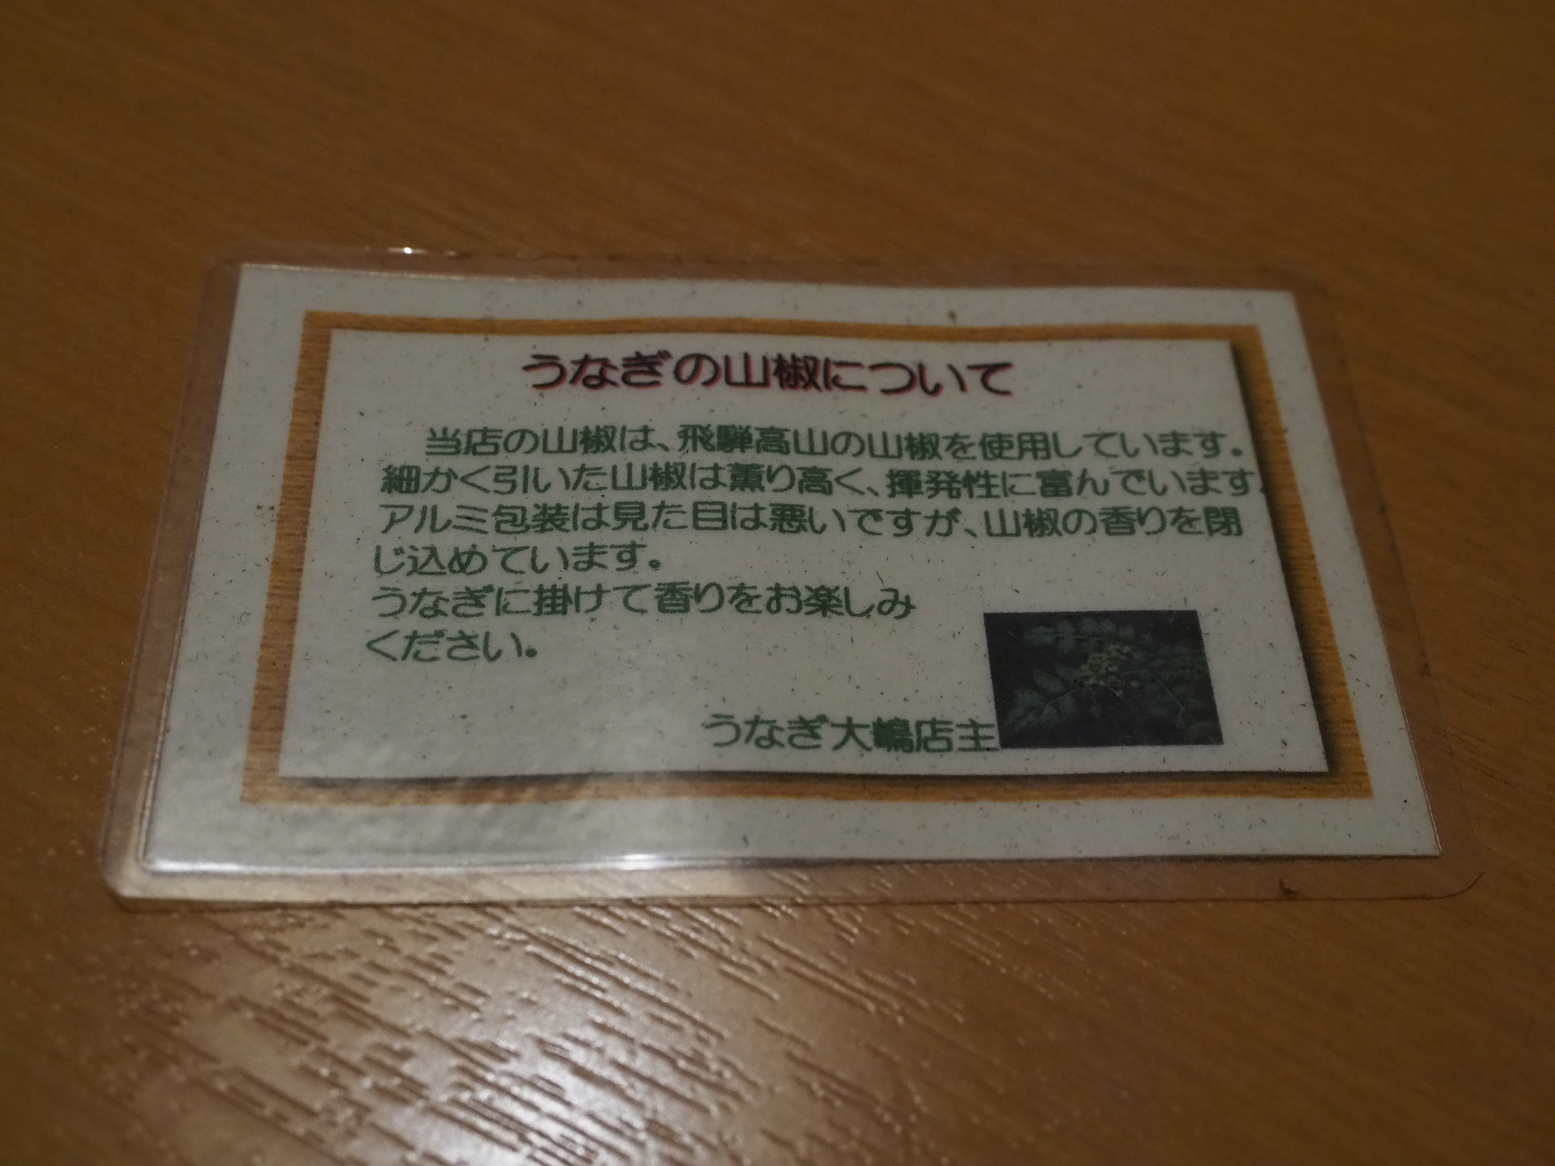 うなぎの山椒について
当店の山椒は、飛騨高山の山椒を使用しています。
細かく引いた山椒は薫り高く、揮発性に富んでいます。
アルミ包装は見た目は悪いですが、山椒の香りを閉
じ込めています。
うなぎに掛けて香りをお楽しみ
ください。
うなぎ大嶋店主